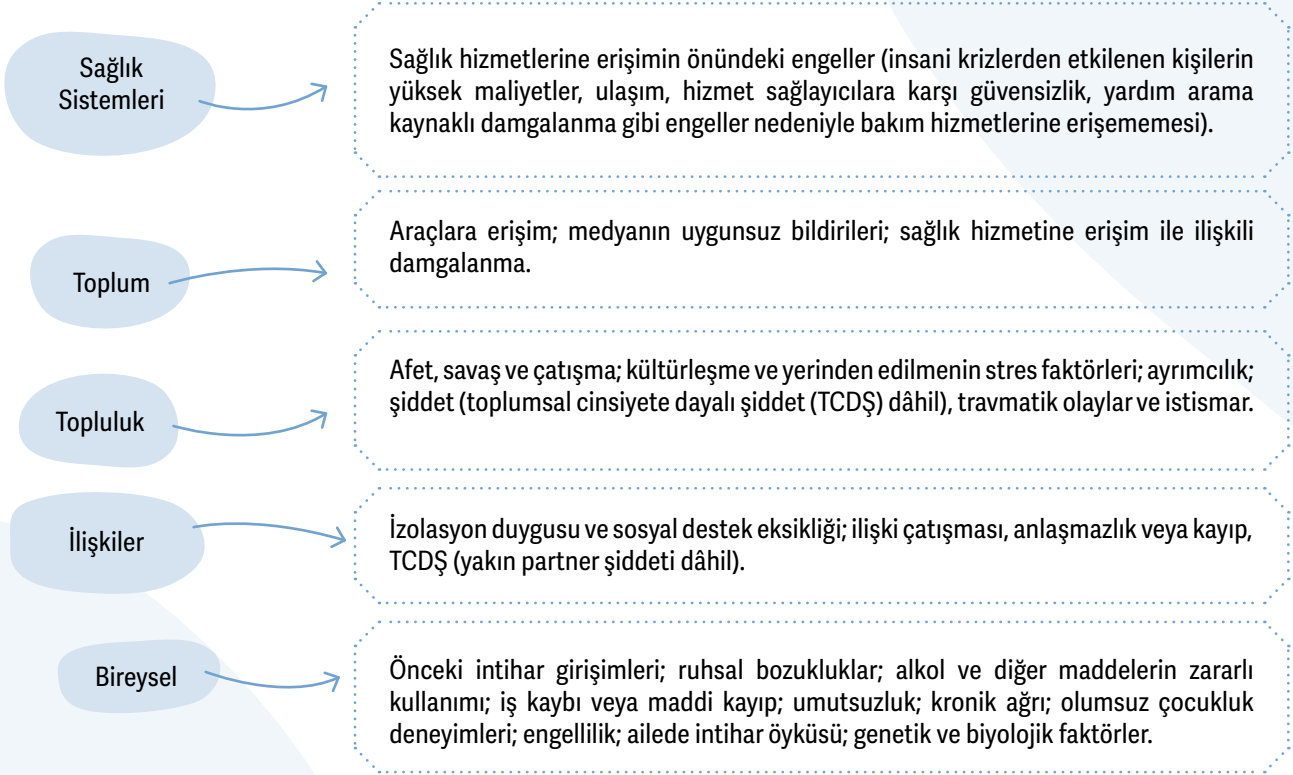 Sağlık
Sistemleri
Sağlık hizmetlerine erişimin önündeki engeller (insani krizlerden etkilenen kişilerin
yüksek maliyetler, ulaşım, hizmet sağlayıcılara karşı güvensizlik, yardım arama
kaynaklı damgalanma gibi engeller nedeniyle bakım hizmetlerine erişememesi).
Toplum
Araçlara erişim; medyanın uygunsuz bildirileri; sağlık hizmetine erişim ile ilişkili
damgalanma.
Topluluk
Afet, savaş ve çatışma; kültürleşme ve yerinden edilmenin stres faktörleri; ayrımcılık;
şiddet (toplumsal cinsiyete dayalı şiddet (TCDŞ) dâhil), travmatik olaylar ve istismar.
İlişkiler
İzolasyon duygusu ve sosyal destek eksikliği; ilişki çatışması, anlaşmazlık veya kayıp,
TCDŞ (yakın partner şiddeti dâhil).
Bireysel
Önceki intihar girişimleri; ruhsal bozukluklar; alkol ve diğer maddelerin zararlı
kullanımı; iş kaybı veya maddi kayıp; umutsuzluk; kronik ağrı; olumsuz çocukluk
deneyimleri; engellilik; ailede intihar öyküsü; genetik ve biyolojik faktörler.